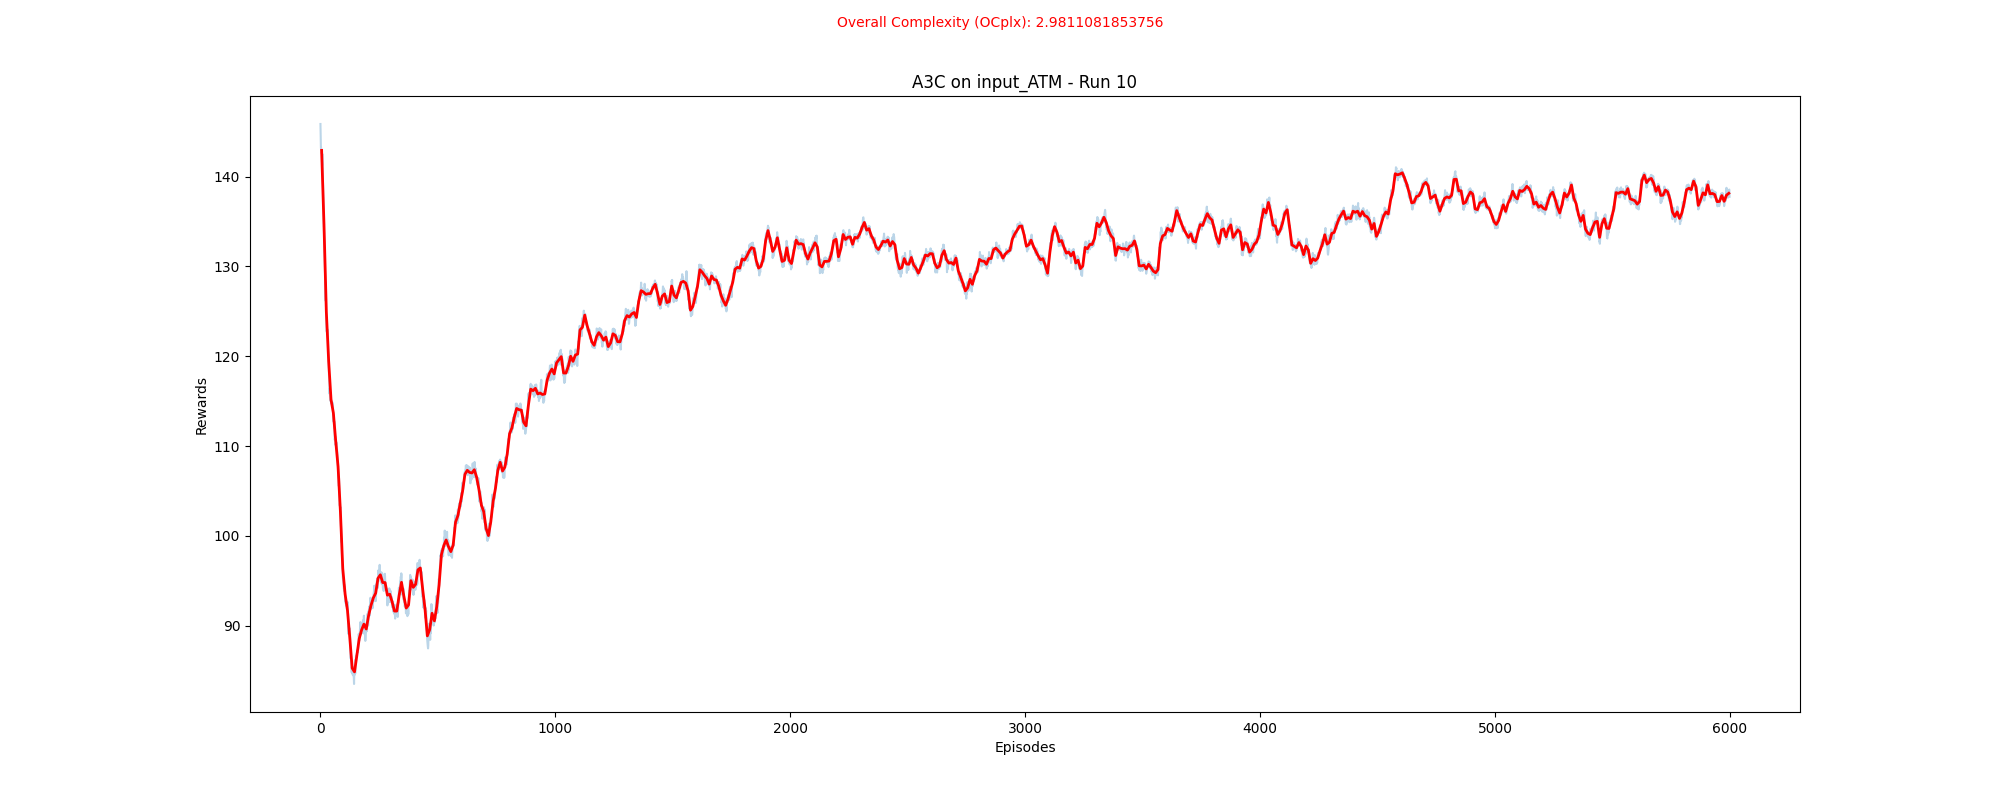 Overall Complexity (OCplx): 2.9811081853756
A3C on input_ATM - Run 10
Rewards
140
130
120
110
100
90
0 1000 2000 3000 4000 5000 6000
Episodes